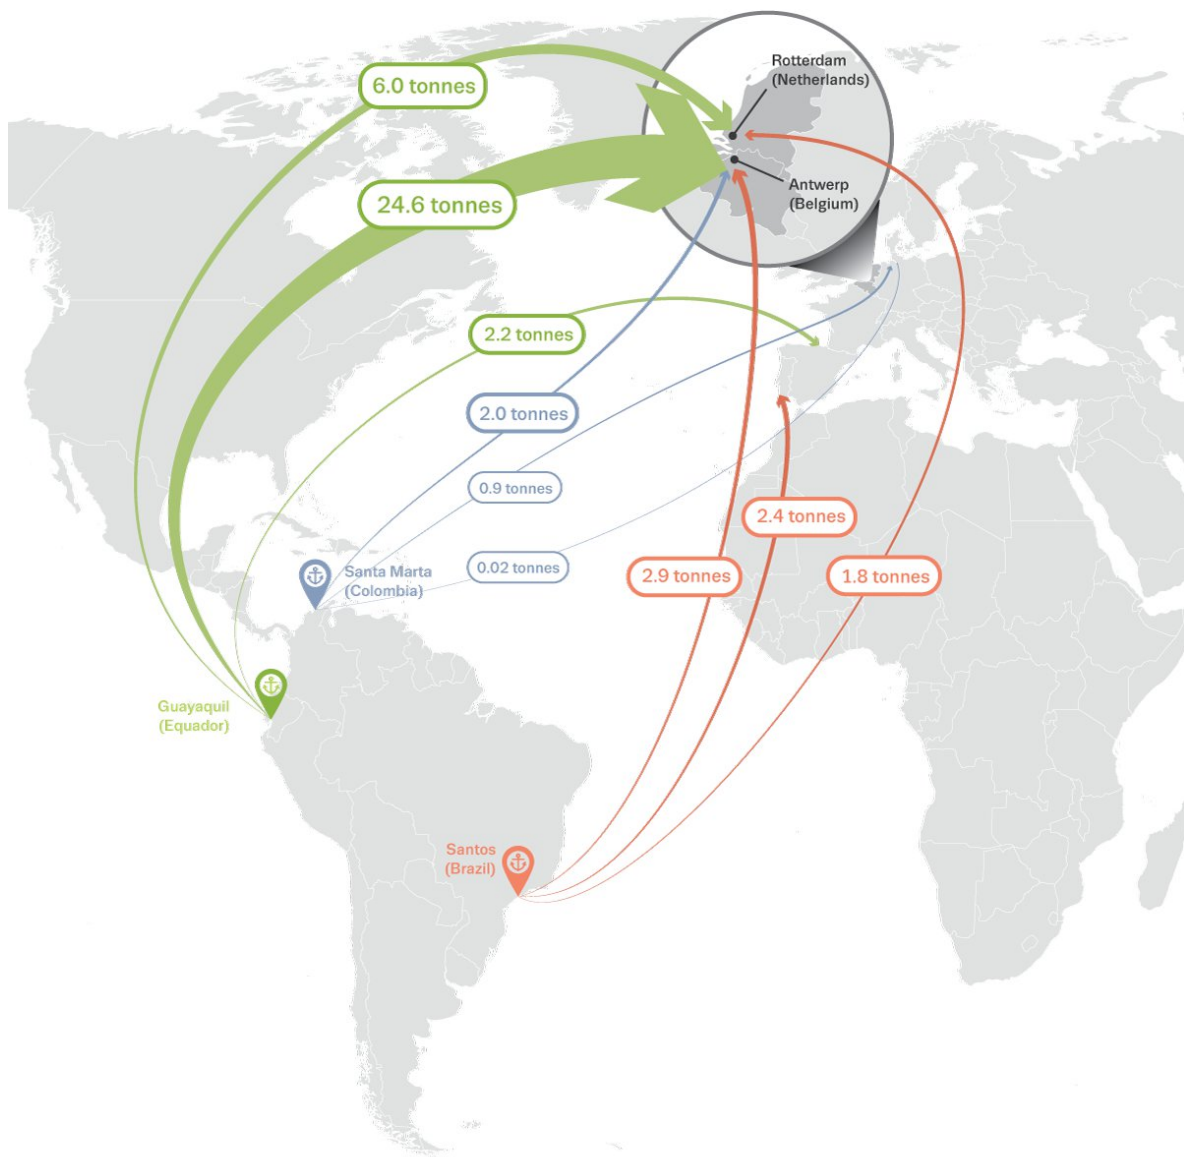 Rotterdam
(Netherlands)
6.0 tonnes
Antwerp
(Belgium)
24.6 tonnes
2.2 tonnes
2.0 tonnes
0.9 tonnes
2.4 tonnes
0.02 tonnes
2.9 tonnes
1.8 tonnes
Santa Marta
(Colombia)
Guayaquil
(Equador)
Santos
(Brazil)